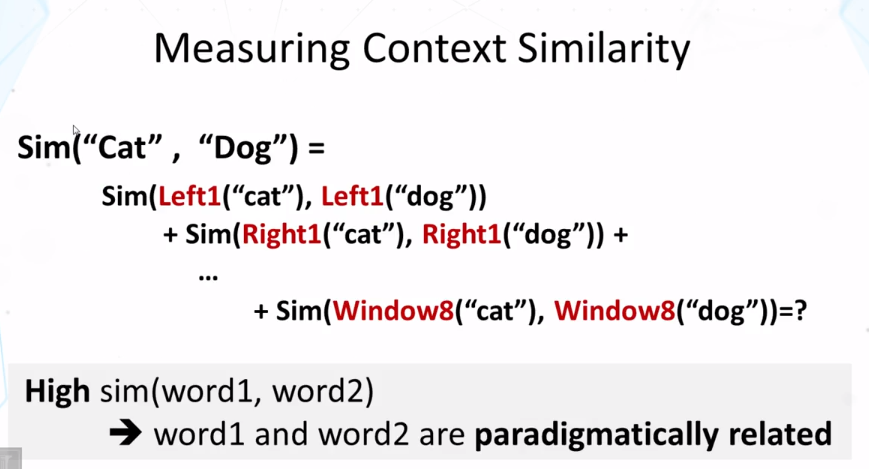 Measuring Context Similarity
Sim(“Cat” , “Dog”) =
Sim(Left1(“cat”), Left1(“dog”))
+ Sim(Right1(“cat”), Right1(“dog”)) +
...
+ Sim(Window8(“cat”), Window8(“dog”))=?
High sim(word1, word2)
➔ word1 and word2 are paradigmatically related